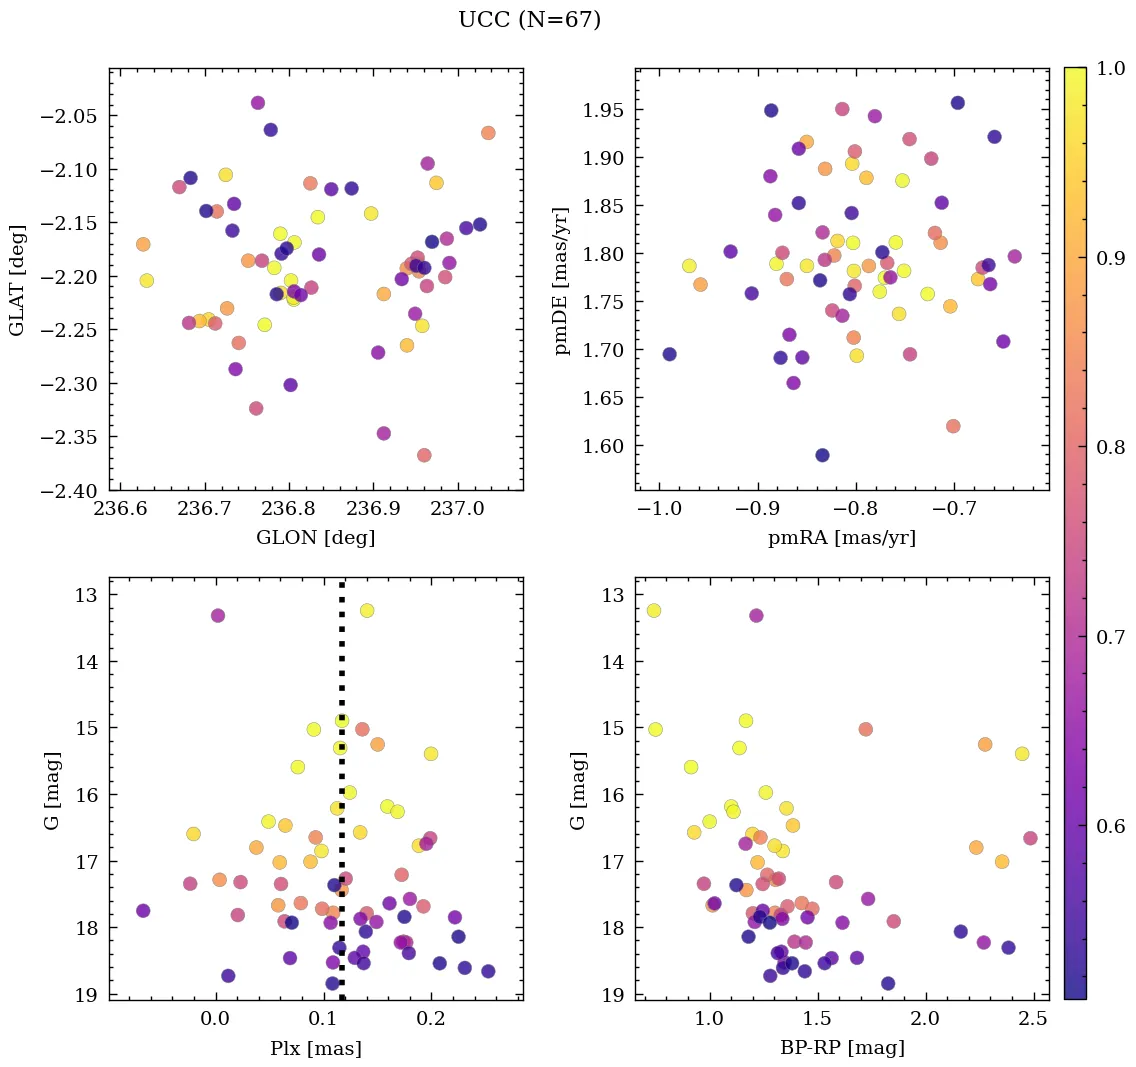 UCC (N=67)
−2.05
−2.10
−2.15
−2.20
−2.25
−2.30
−2.35
−2.40
GLAT [deg]
236.6 236.7 236.8 236.9 237.0
GLON [deg]
1.95
1.90
1.85
1.80
1.75
1.70
1.65
1.60
pmDE [mas/yr]
−1.0 −0.9 −0.8 −0.7
pmRA [mas/yr]
13
14
15
16
17
18
19
G [mag]
0.0 0.1 0.2
Plx [mas]
13
14
15
16
17
18
19
G [mag]
1.0 1.5 2.0 2.5
BP-RP [mag]
1.0
0.9
0.8
0.7
0.6